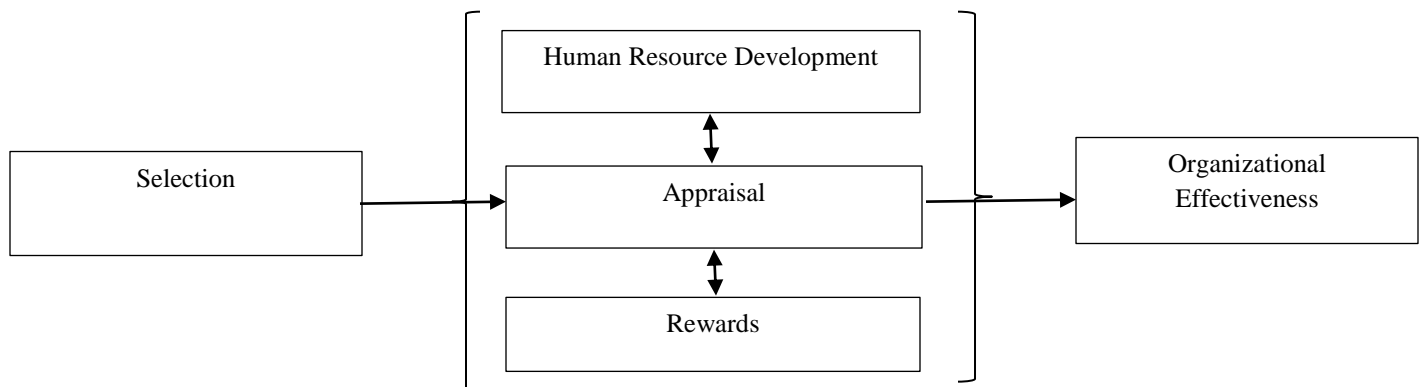 Human Resource Development
Selection
Appraisal
Rewards
Organizational
Effectiveness